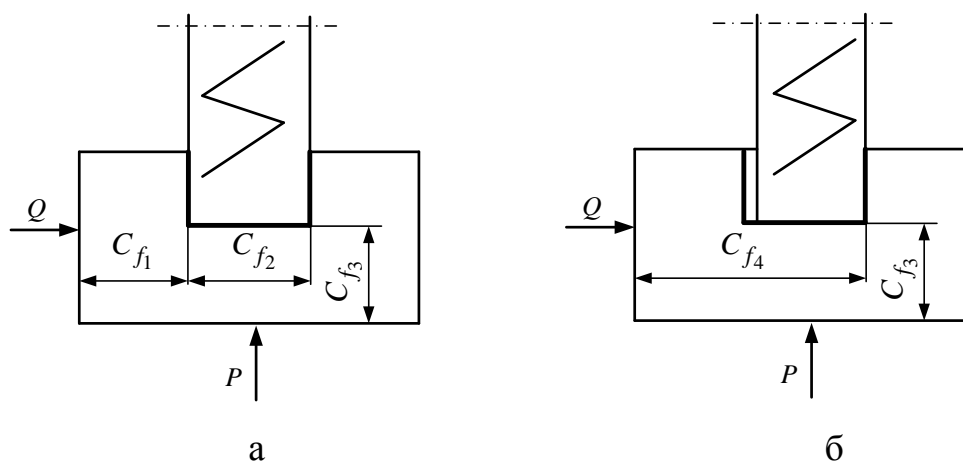 Q
C_{f_1}
C_{f_2}
C_{f_3}
P
а
Q
C_{f_4}
C_{f_3}
P
б